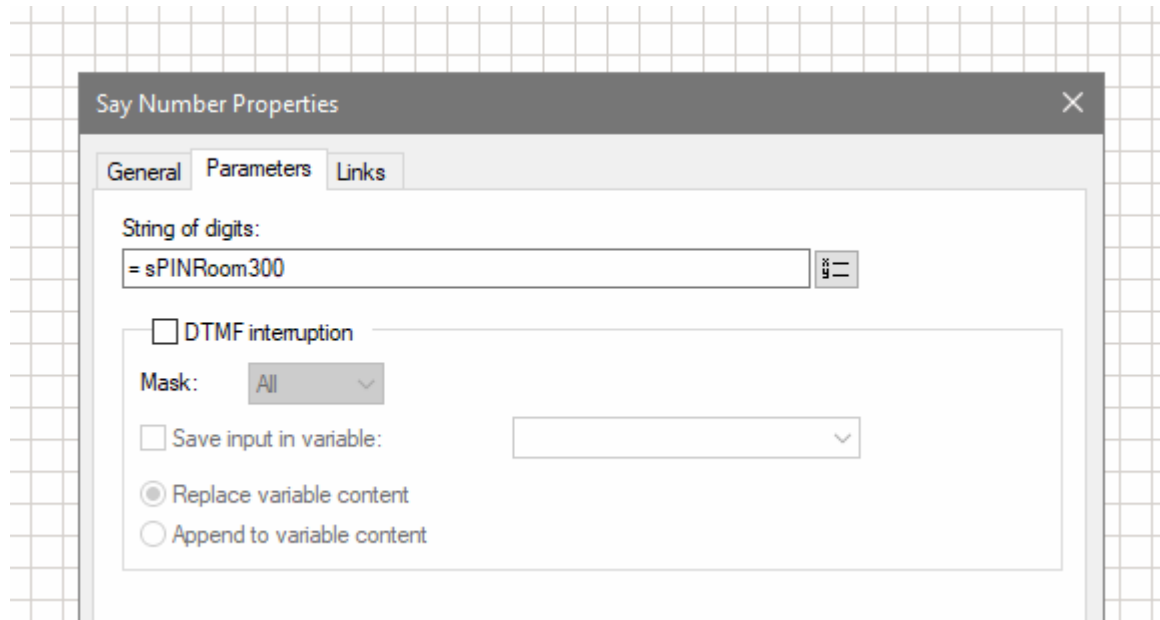 Say Number Properties
General Parameters Links
String of digits:
= sPINRoom300
DTMF interruption
Mask: All
Save input in variable:
Replace variable content
Append to variable content